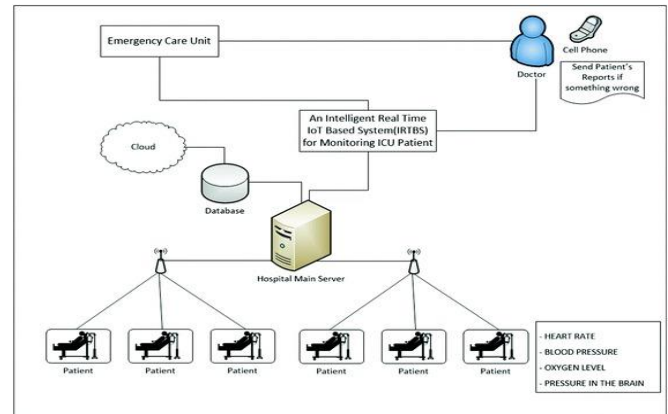 Emergency Care Unit
Cell Phone
Doctor
Send Patient's
Reports if
something wrong
An Intelligent Real Time
IoT Based System(IRTBS)
for Monitoring ICU Patient
Cloud
Database
Hospital Main Server
Patient
Patient
Patient
Patient
Patient
Patient
- HEART RATE
- BLOOD PRESSURE
- OXYGEN LEVEL
- PRESSURE IN THE BRAIN